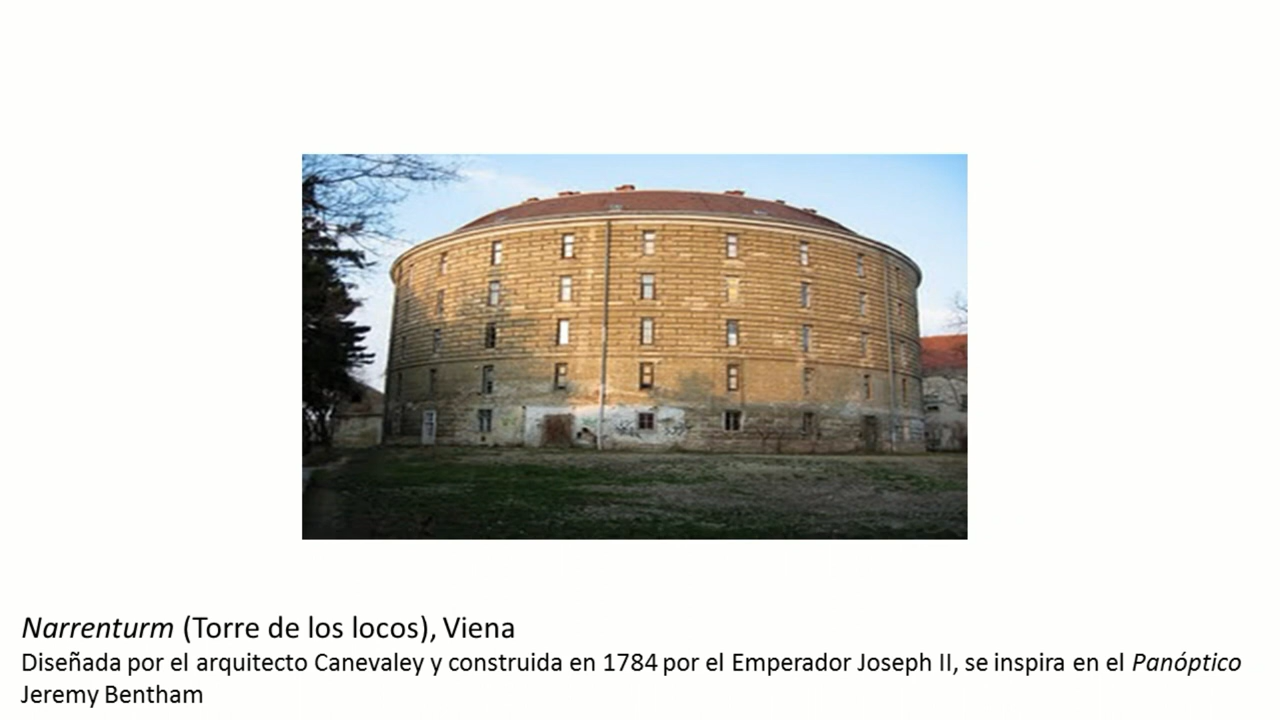 Narrenturm (Torre de los locos), Viena
Diseñada por el arquitecto Canevaley y construida en 1784 por el Emperador Joseph II, se inspira en el Panóptico
Jeremy Bentham